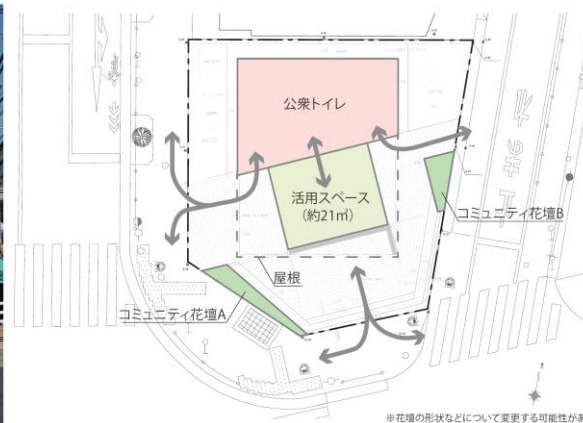 公衆トイレ
活用スペース
(約21㎡)
コミュニティ花壇B
屋根
コミュニティ花壇A
※花壇の形状などについて変更する可能性があ